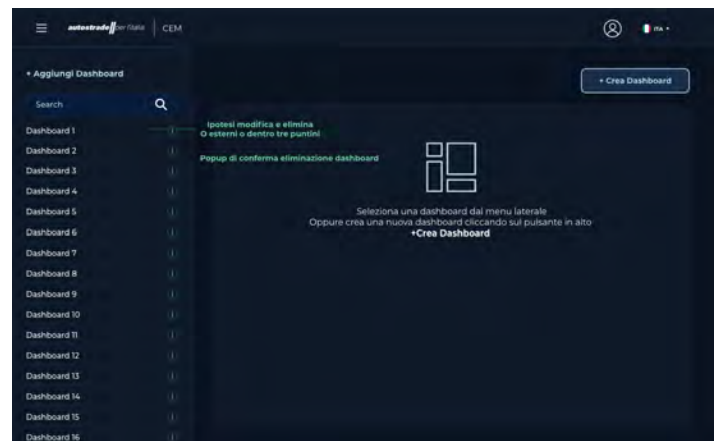 autostrade per l'italia CEM
ITA
+ Aggiungi Dashboard
+ Crea Dashboard
Search
Ipotesi modifica e elimina
O esterni o dentro tre puntini
Popup di conferma eliminazione dashboard
Dashboard 1
Dashboard 2
Dashboard 3
Dashboard 4
Dashboard 5
Dashboard 6
Dashboard 7
Dashboard 8
Dashboard 9
Dashboard 10
Dashboard 11
Dashboard 12
Dashboard 13
Dashboard 14
Dashboard 15
Dashboard 16
Seleziona una dashboard dal menu laterale
Oppure crea una nuova dashboard cliccando sul pulsante in alto
+Crea Dashboard